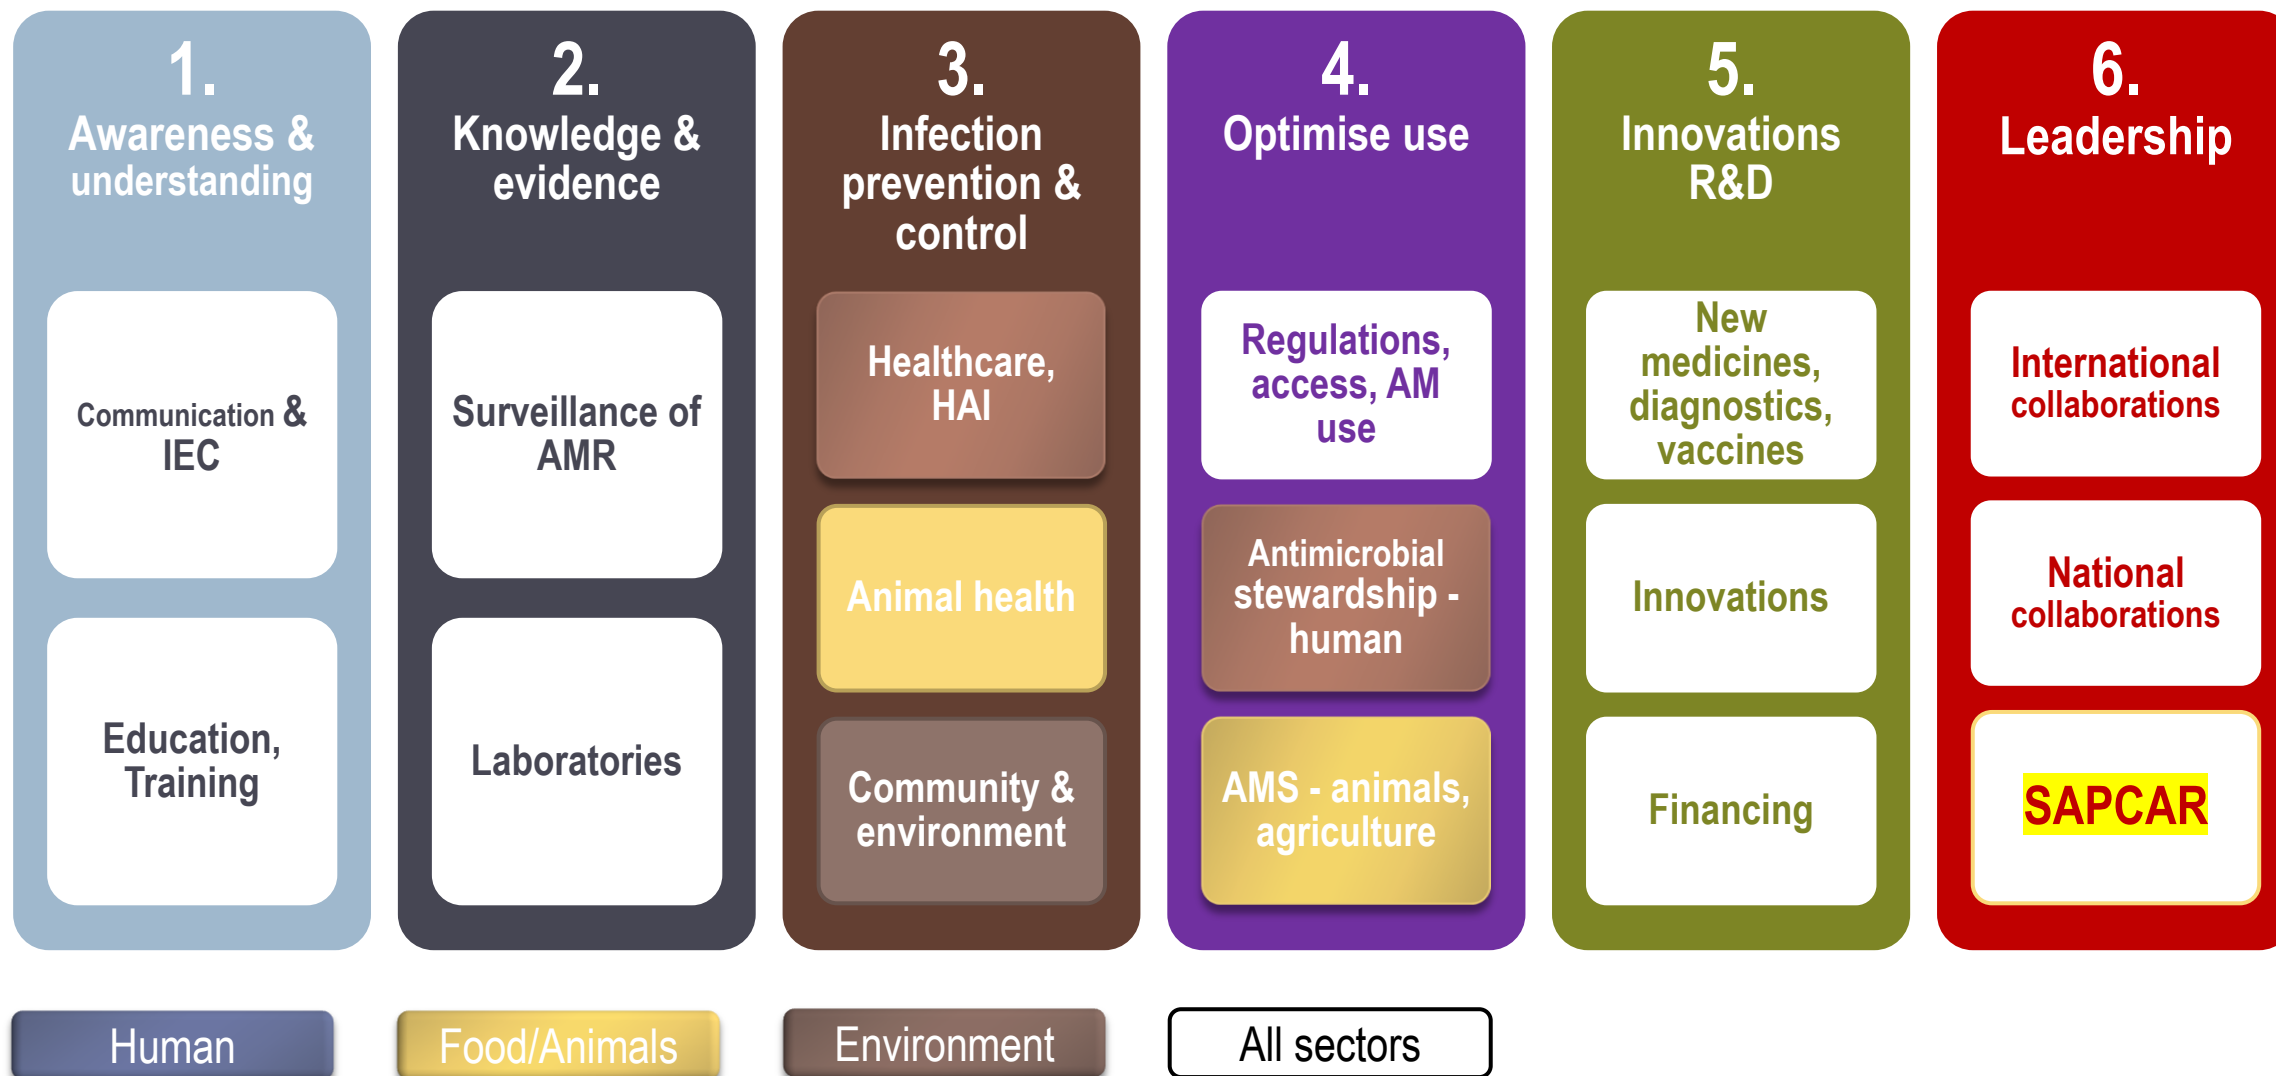 1.
Awareness &
understanding
Communication &
IEC
Education,
Training
2.
Knowledge &
evidence
Surveillance of
AMR
Laboratories
3.
Infection
prevention &
control
Healthcare,
HAI
Animal health
Community &
environment
4.
Optimise use
Regulations,
access, AM
use
Antimicrobial
stewardship -
human
AMS - animals,
agriculture
5.
Innovations
R&D
New
medicines,
diagnostics,
vaccines
Innovations
Financing
6.
Leadership
International
collaborations
National
collaborations
SAPCAR
Human
Food/Animals
Environment
All sectors